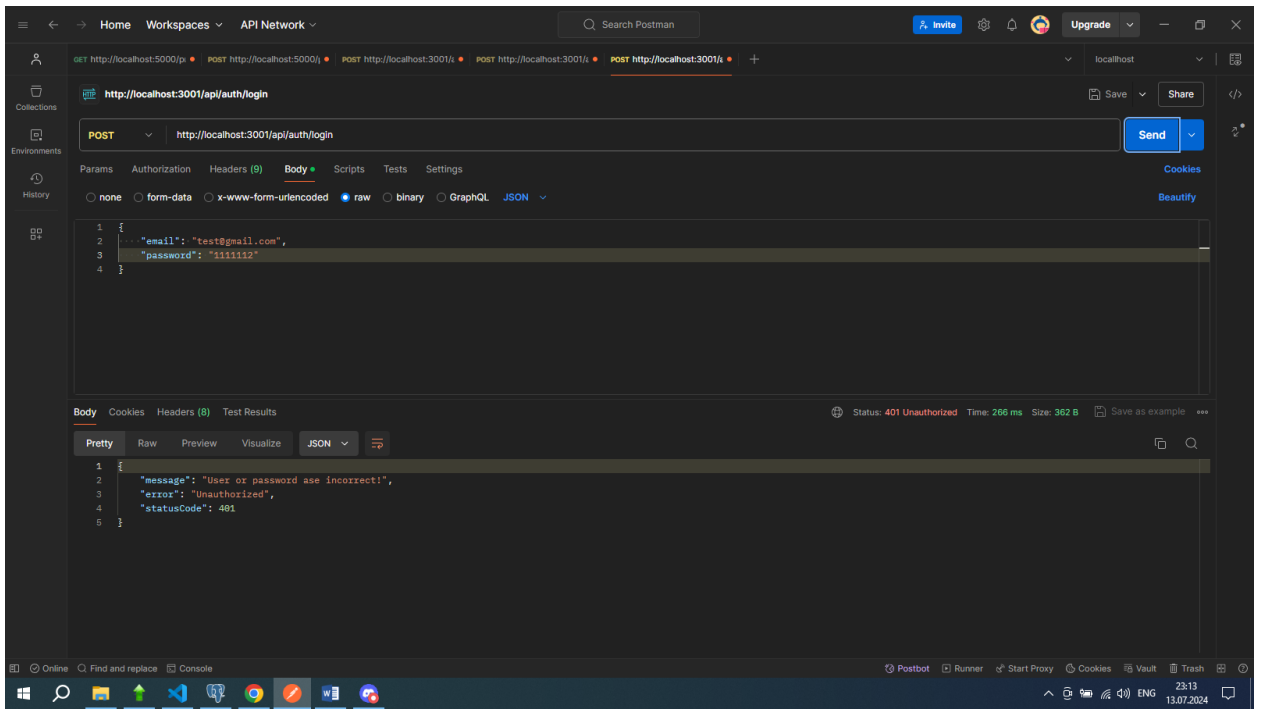 Home Workspaces API Network Search Postman Invite Upgrade
GET http://localhost:5000/p POST http://localhost:5000/ POST http://localhost:3001/ POST http://localhost:3001/ POST http://localhost:3001/ localhost
HTTP http://localhost:3001/api/auth/login Save Share
Collections
POST http://localhost:3001/api/auth/login Send
Environments
Params Authorization Headers (9) Body Scripts Tests Settings Cookies
History
none form-data x-www-form-urlencoded raw binary GraphQL JSON Beautify
1 {
2 "email": "test@gmail.com",
3 "password": "1111112"
4 }
Body Cookies Headers (8) Test Results Status: 401 Unauthorized Time: 266 ms Size: 362 B Save as example
Pretty Raw Preview Visualize JSON
1 {
2 "message": "User or password ase incorrect!",
3 "error": "Unauthorized",
4 "statusCode": 401
5 }
Online Find and replace Console Postbot Runner Start Proxy Cookies Vault Trash
ENG 23:13
13.07.2024